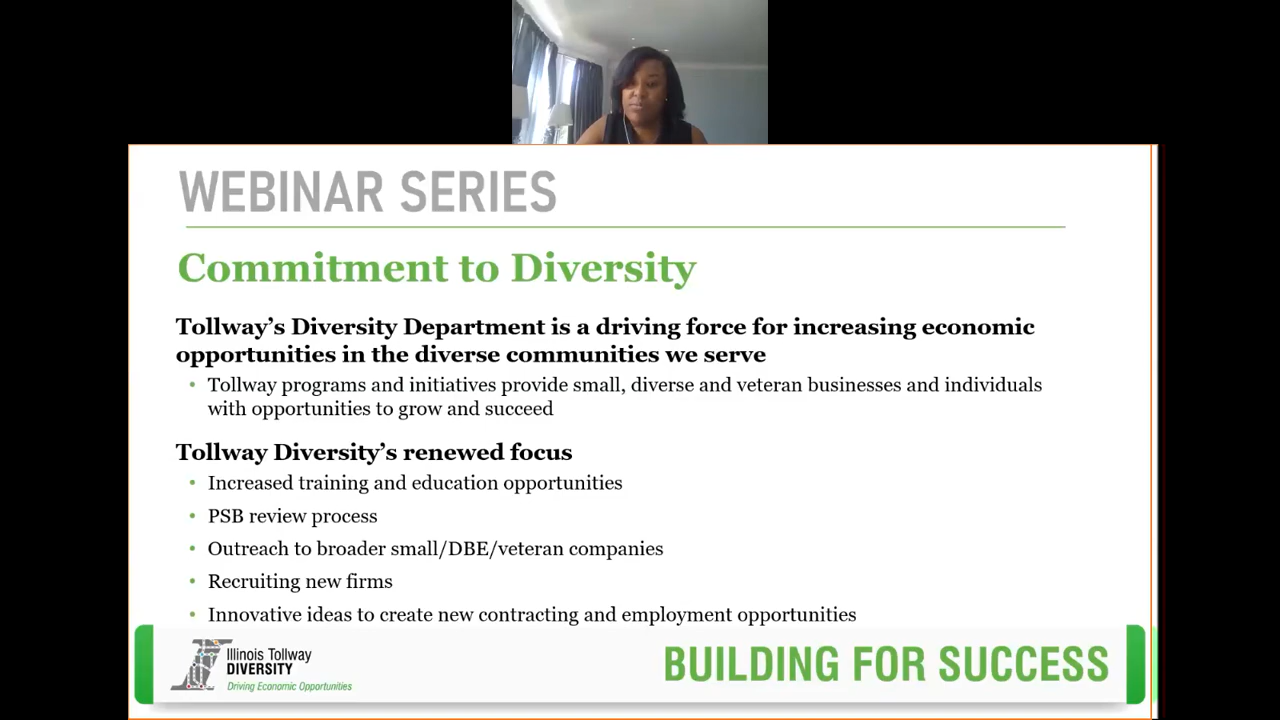 WEBINAR SERIES
Commitment to Diversity
Tollway’s Diversity Department is a driving force for increasing economic
opportunities in the diverse communities we serve
• Tollway programs and initiatives provide small, diverse and veteran businesses and individuals
with opportunities to grow and succeed
Tollway Diversity’s renewed focus
• Increased training and education opportunities
• PSB review process
• Outreach to broader small/DBE/veteran companies
• Recruiting new firms
• Innovative ideas to create new contracting and employment opportunities
Illinois Tollway
DIVERSITY
Driving Economic Opportunities
BUILDING FOR SUCCESS